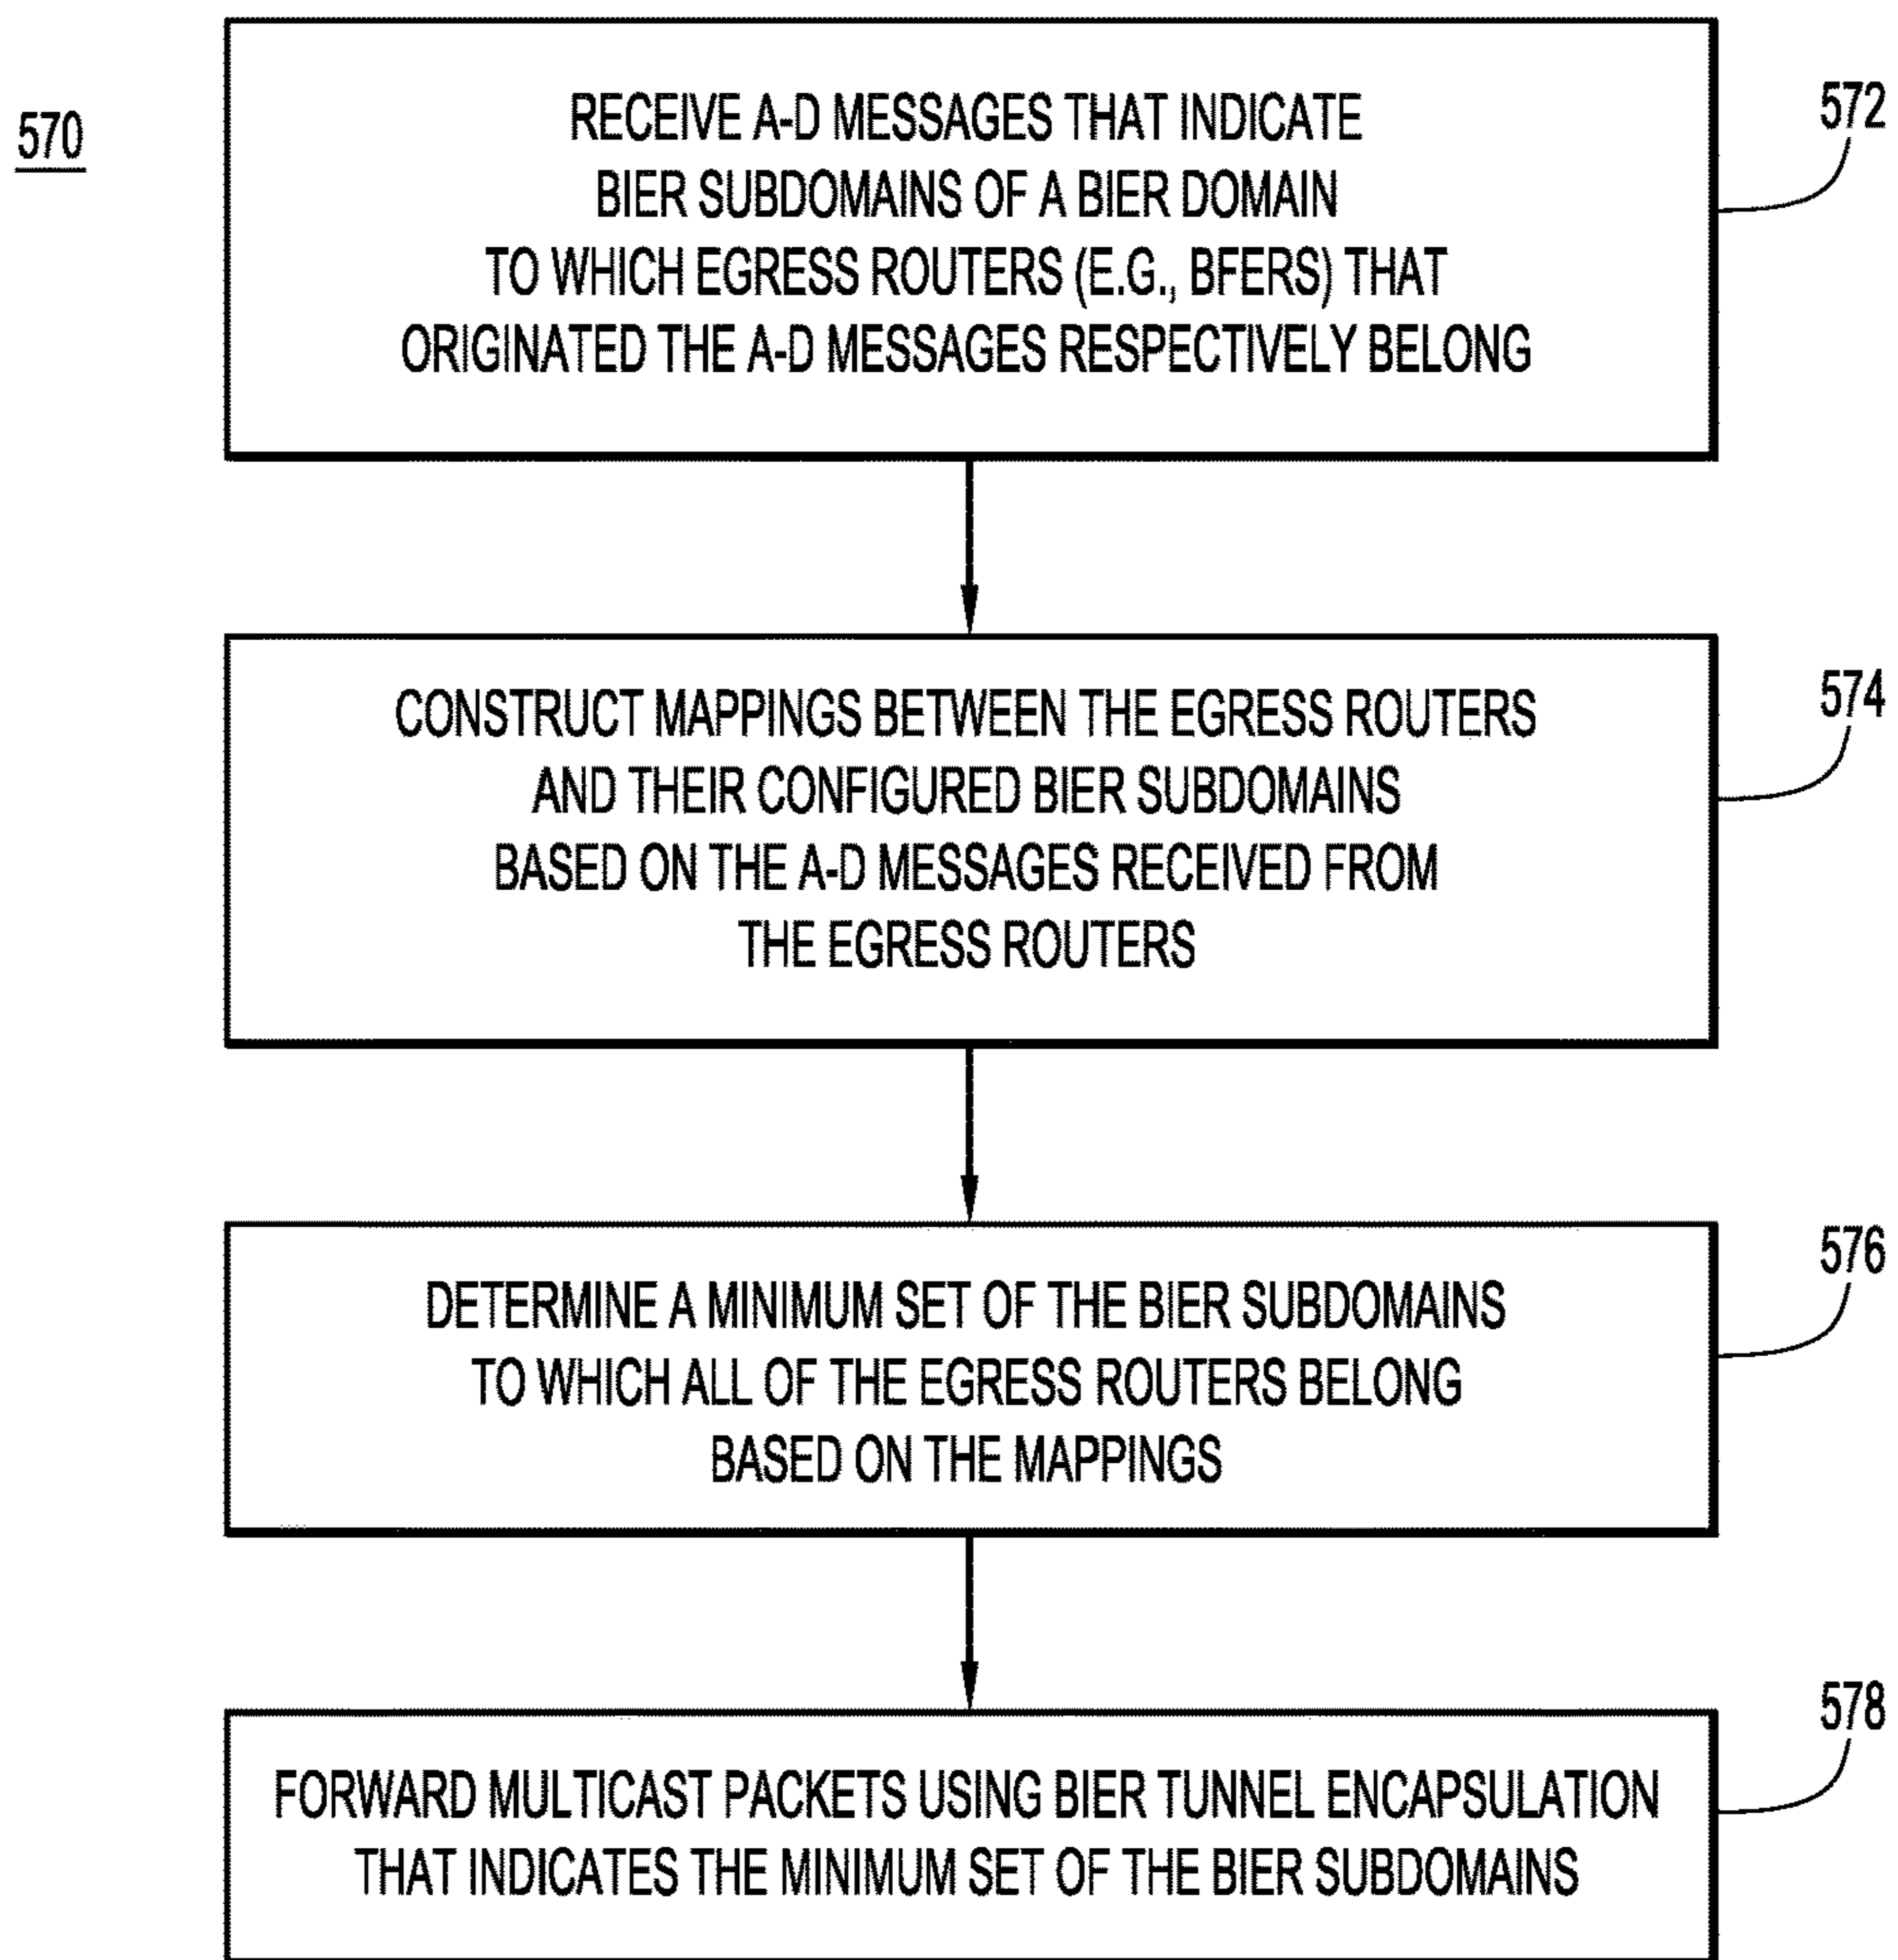 570
RECEIVE A-D MESSAGES THAT INDICATE
BIER SUBDOMAINS OF A BIER DOMAIN
TO WHICH EGRESS ROUTERS (E.G., BFERS) THAT
ORIGINATED THE A-D MESSAGES RESPECTIVELY BELONG
572
CONSTRUCT MAPPINGS BETWEEN THE EGRESS ROUTERS
AND THEIR CONFIGURED BIER SUBDOMAINS
BASED ON THE A-D MESSAGES RECEIVED FROM
THE EGRESS ROUTERS
574
DETERMINE A MINIMUM SET OF THE BIER SUBDOMAINS
TO WHICH ALL OF THE EGRESS ROUTERS BELONG
BASED ON THE MAPPINGS
576
FORWARD MULTICAST PACKETS USING BIER TUNNEL ENCAPSULATION
THAT INDICATES THE MINIMUM SET OF THE BIER SUBDOMAINS
578